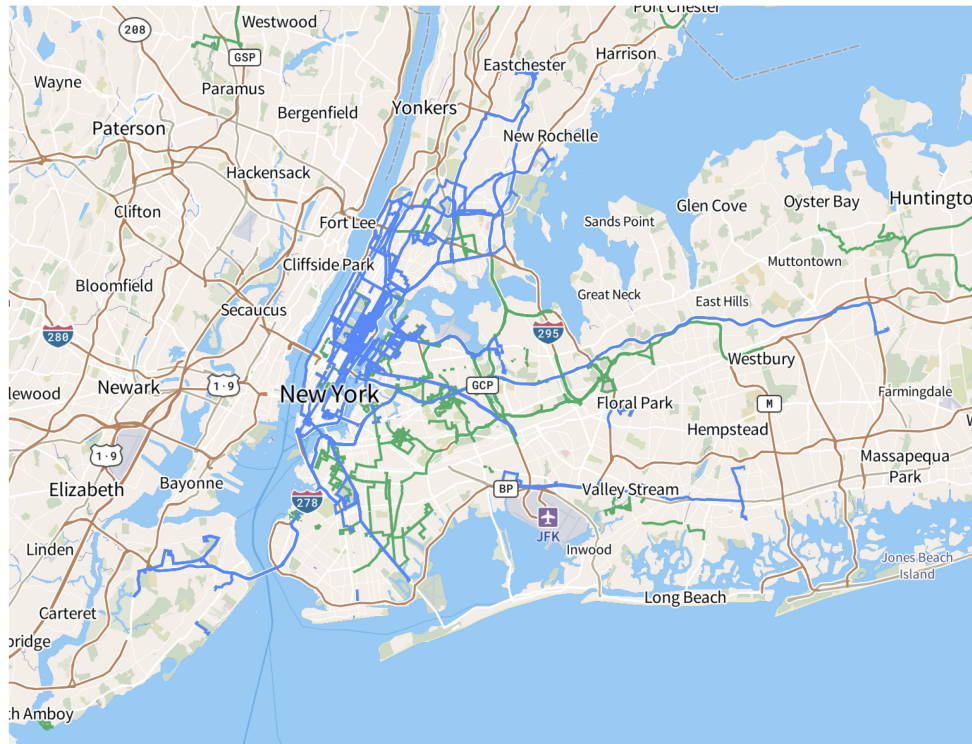 Port Chester
Westwood
208
GSP
Harrison
Eastchester
Wayne
Paramus
Bergenfield
Yonkers
Paterson
New Rochelle
Hackensack
Oyster Bay
Huntingto
Glen Cove
Clifton
Fort Lee
Sands Point
Cliffside Park
Muttontown
Bloomfield
Great Neck
East Hills
Secaucus
280
295
Westbury
Newark
1·9
GCP
lewood
New York
Farmingdale
Floral Park
M
Hempstead
W
1·9
Massapequa
Park
Elizabeth
Bayonne
278
BP
Valley Stream
JFK
Linden
Inwood
Jones Beach
Island
Long Beach
Carteret
bridge
th Amboy